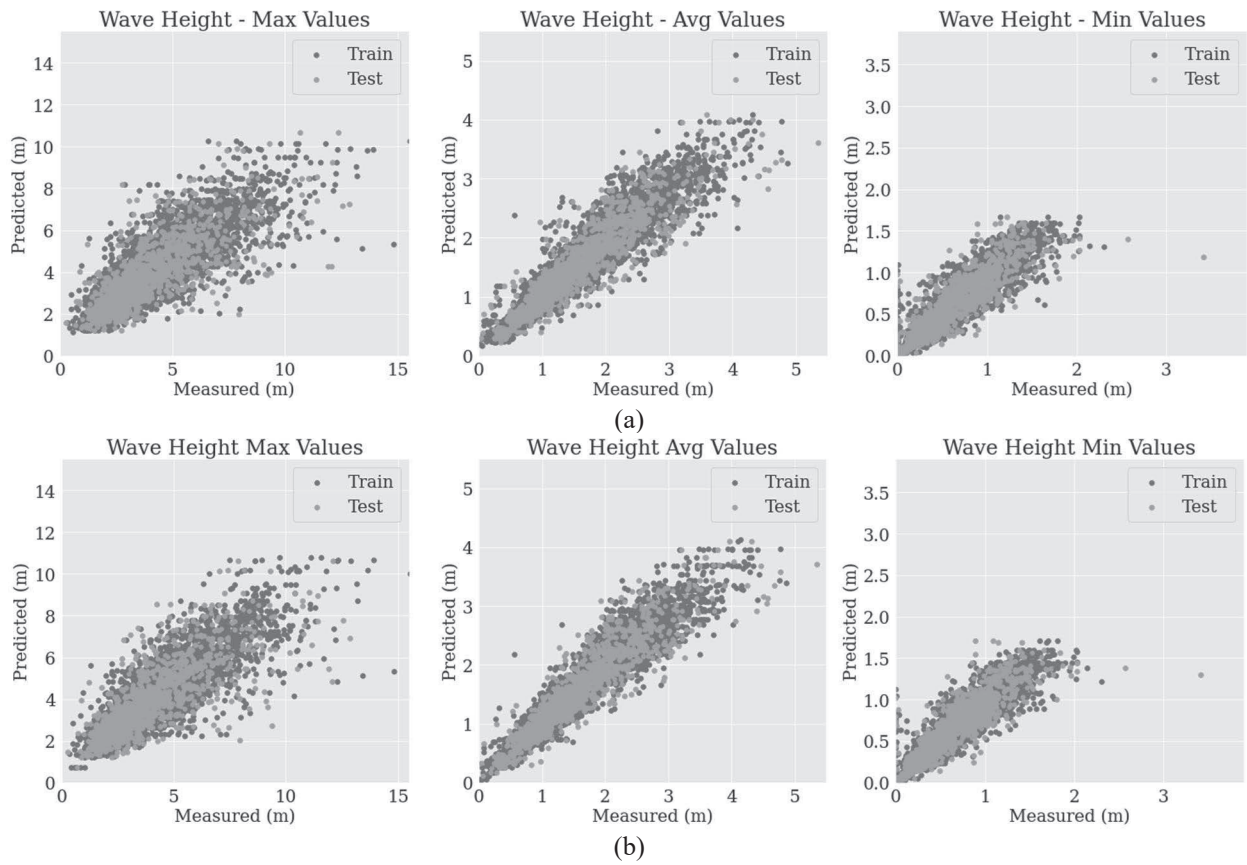 Wave Height - Max Values
Predicted (m)
14
12
10
8
6
4
2
0
Train
Test
0 5 10 15
Measured (m)
Wave Height - Avg Values
Predicted (m)
5
4
3
2
1
0
Train
Test
0 1 2 3 4 5
Measured (m)
Wave Height - Min Values
Predicted (m)
3.5
3.0
2.5
2.0
1.5
1.0
0.5
0.0
Train
Test
0 1 2 3
Measured (m)
(a)
Wave Height Max Values
Predicted (m)
14
12
10
8
6
4
2
0
Train
Test
0 5 10 15
Measured (m)
Wave Height Avg Values
Predicted (m)
5
4
3
2
1
0
Train
Test
0 1 2 3 4 5
Measured (m)
Wave Height Min Values
Predicted (m)
3.5
3.0
2.5
2.0
1.5
1.0
0.5
0.0
Train
Test
0 1 2 3
Measured (m)
(b)